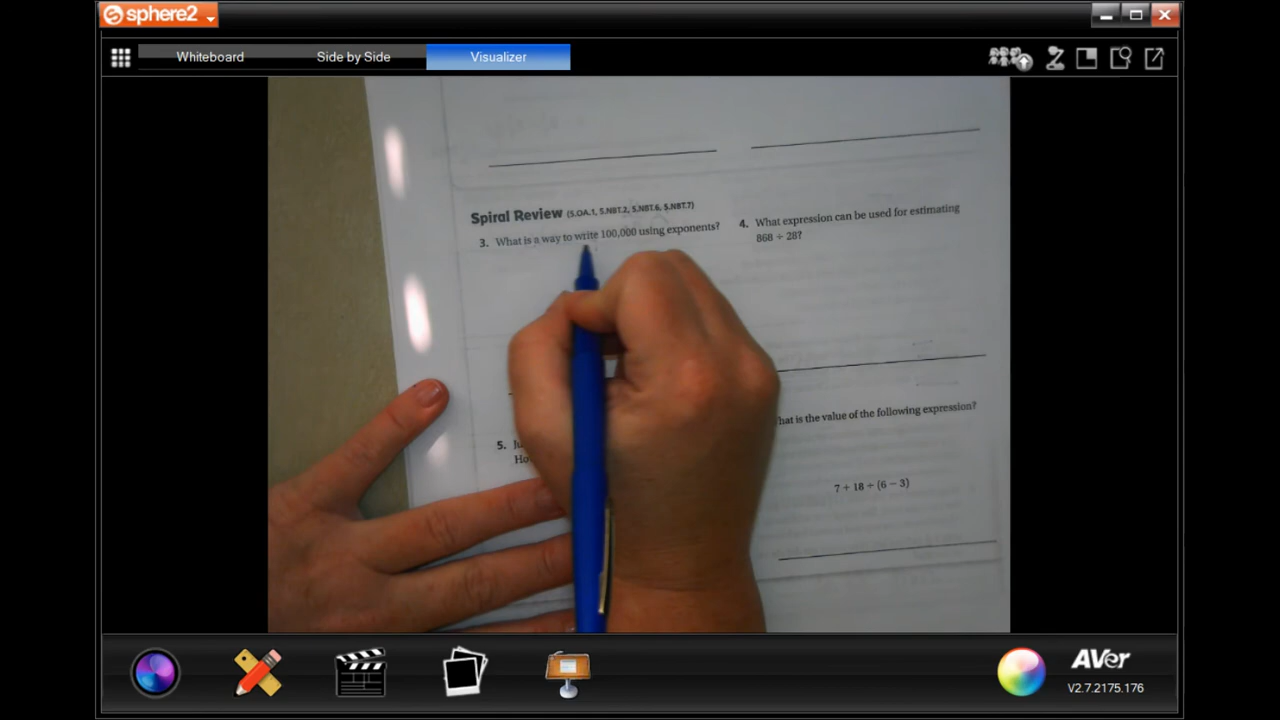 sphere2
Whiteboard
Side by Side
Visualizer
Spiral Review (5.OA.1, 5.NBT.2, 5.NBT.6, 5.NBT.7)
3. What is a way to write 100,000 using exponents?
4. What expression can be used for estimating
868 ÷ 28?
5.
Ho
hat is the value of the following expression?
7 + 18 ÷ (6 − 3)
AVer
V2.7.2175.176